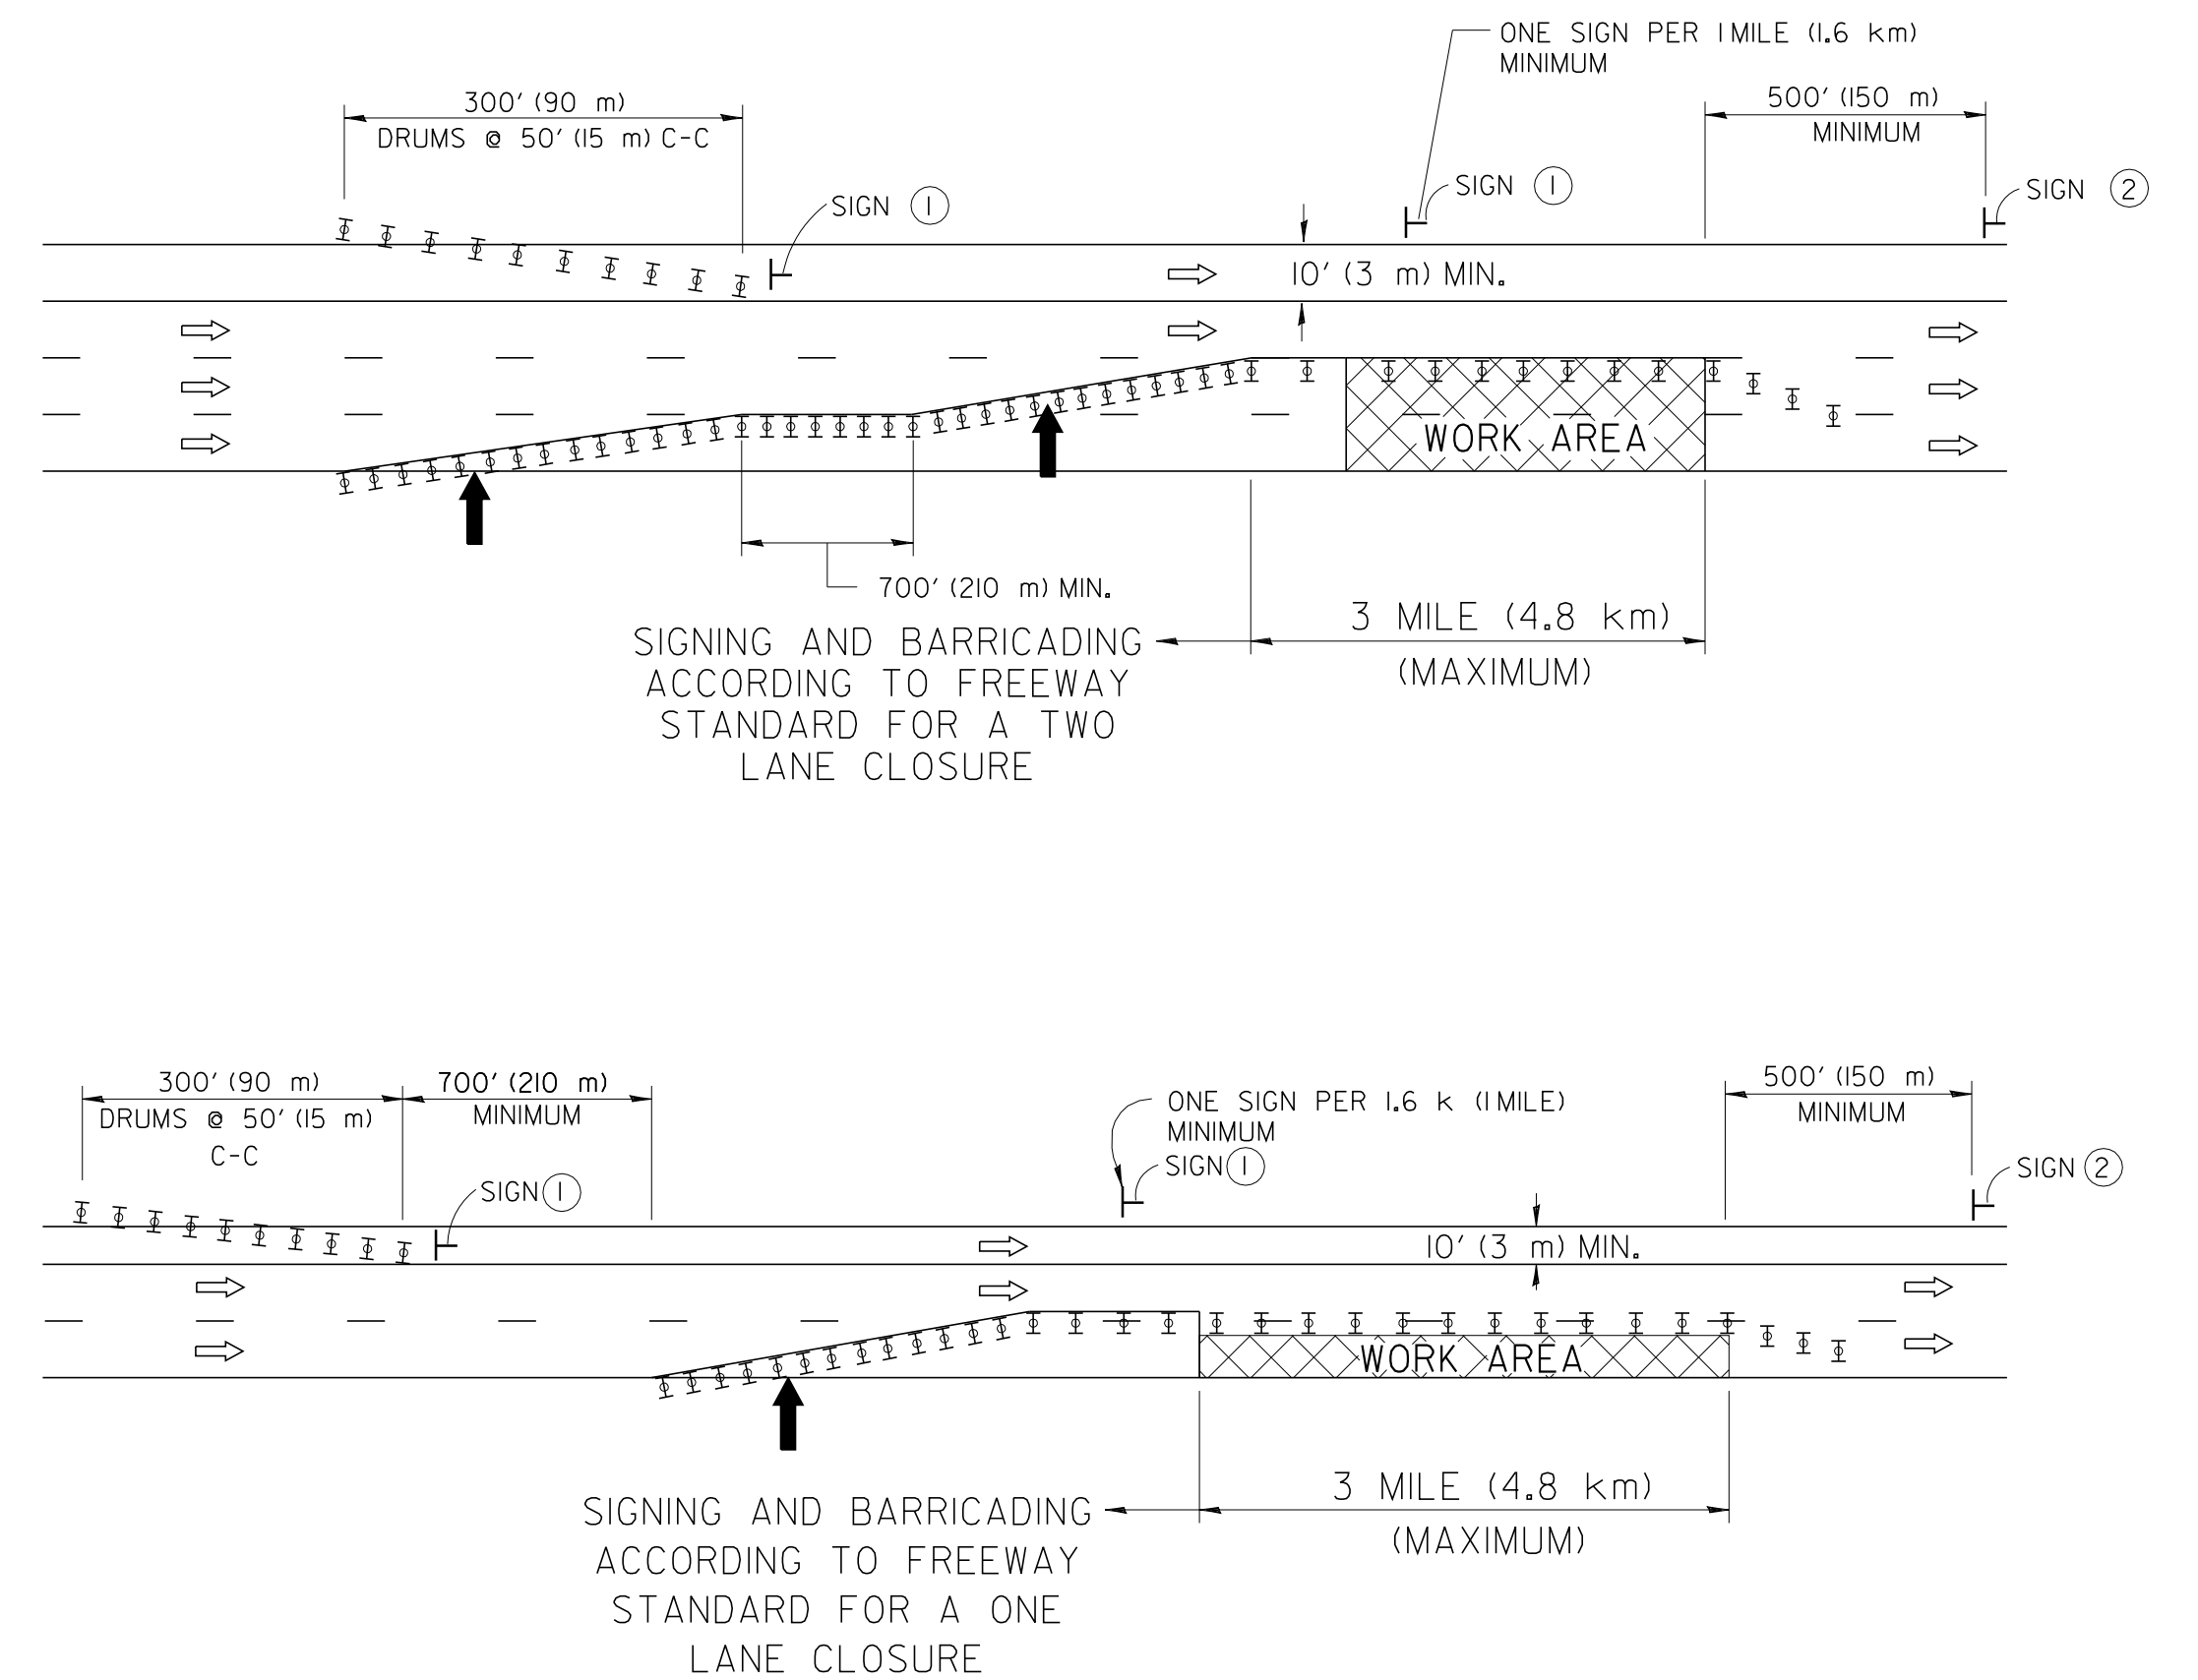 ONE SIGN PER 1 MILE (1.6 km)
MINIMUM
300' (90 m)
DRUMS @ 50' (15 m) C-C
500' (150 m)
MINIMUM
SIGN 1
SIGN 1
SIGN 2
10' (3 m) MIN.
WORK AREA
700' (210 m) MIN.
3 MILE (4.8 km)
(MAXIMUM)
SIGNING AND BARRICADING
ACCORDING TO FREEWAY
STANDARD FOR A TWO
LANE CLOSURE
300' (90 m)
DRUMS @ 50' (15 m)
C-C
700' (210 m)
MINIMUM
ONE SIGN PER 1.6 k (1 MILE)
MINIMUM
SIGN 1
500' (150 m)
MINIMUM
SIGN 1
SIGN 2
10' (3 m) MIN.
WORK AREA
3 MILE (4.8 km)
(MAXIMUM)
SIGNING AND BARRICADING
ACCORDING TO FREEWAY
STANDARD FOR A ONE
LANE CLOSURE